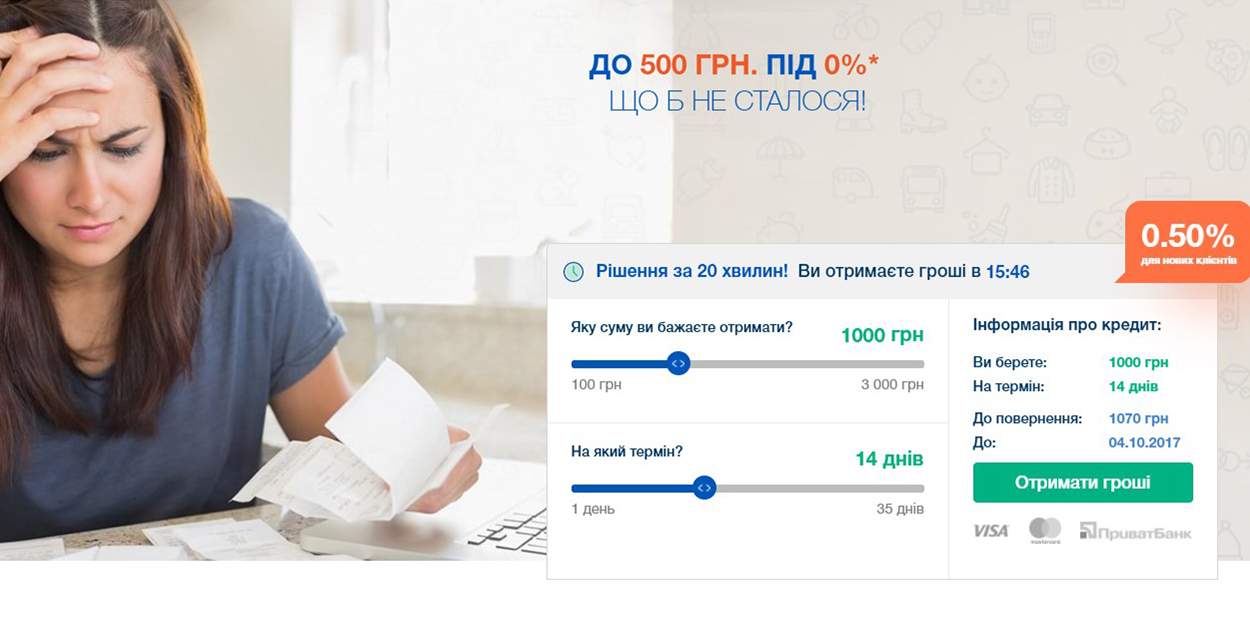 ДО 500 ГРН. ПІД 0%*
ЩО Б НЕ СТАЛОСЯ!
0.50%
для нових клієнтів
Рішення за 20 хвилин! Ви отримаєте гроші в 15:46
Яку суму ви бажаєте отримати?
1000 грн
100 грн
3 000 грн
На який термін?
14 днів
1 день
35 днів
Інформація про кредит:
Ви берете: 1000 грн
На термін: 14 днів
До повернення: 1070 грн
До: 04.10.2017
Отримати гроші
VISA
mastercard
ПриватБанк